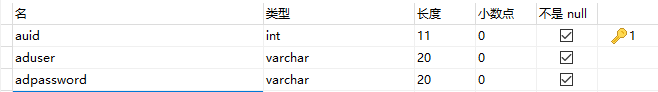 名 类型 长度 小数点 不是 null
auid int 11 0 1
aduser varchar 20 0
adpassword varchar 20 0